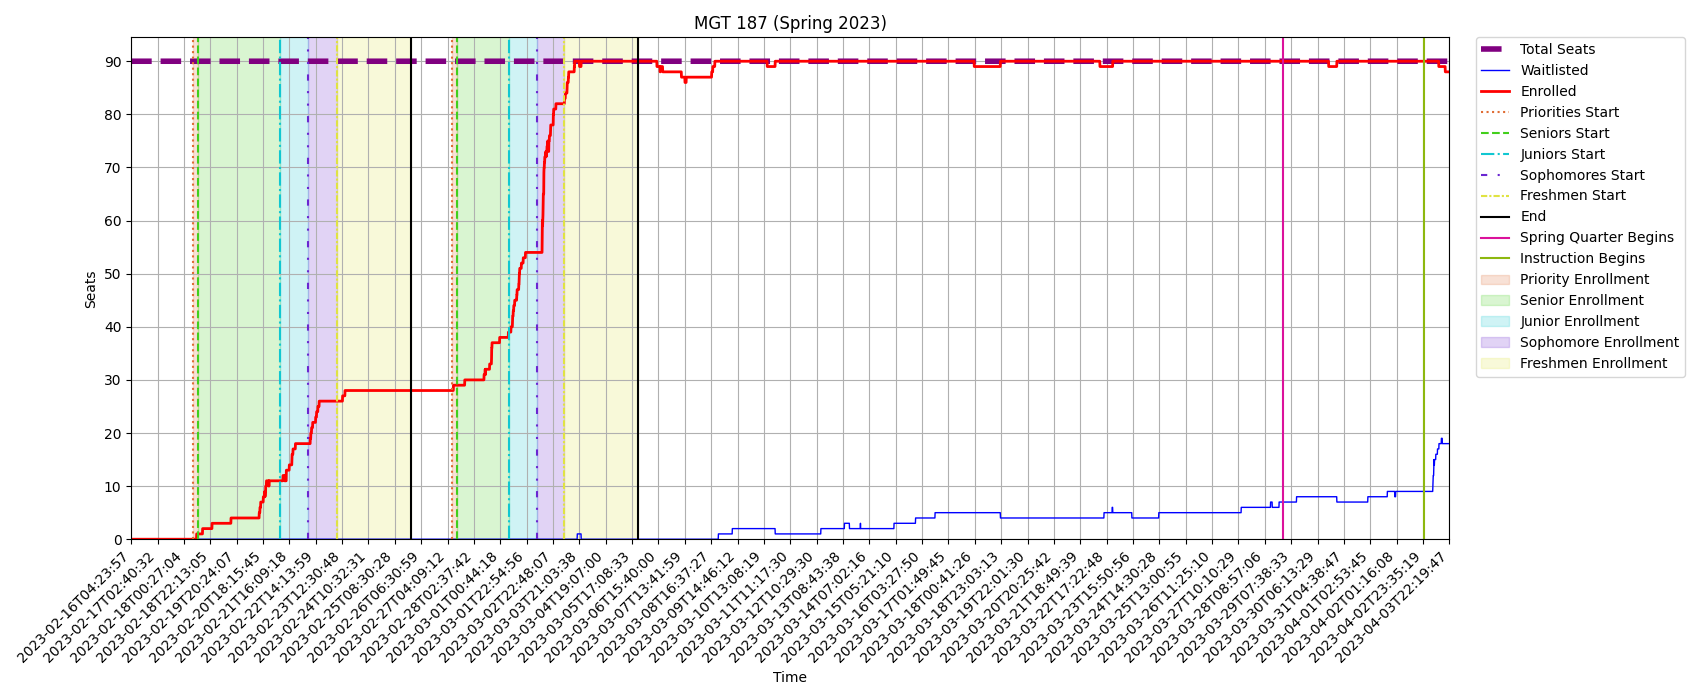 MGT 187 (Spring 2023)
Seats
90
80
70
60
50
40
30
20
10
0
2023-02-16T04:23:57
2023-02-17T02:40:32
2023-02-18T00:27:04
2023-02-18T22:13:05
2023-02-19T20:24:07
2023-02-20T18:15:45
2023-02-21T16:09:18
2023-02-22T14:13:59
2023-02-23T12:30:48
2023-02-24T10:32:31
2023-02-25T08:30:28
2023-02-26T06:30:59
2023-02-27T04:09:12
2023-02-28T02:37:42
2023-03-01T00:44:18
2023-03-01T22:54:56
2023-03-02T22:48:07
2023-03-03T21:03:38
2023-03-04T19:07:00
2023-03-05T17:08:33
2023-03-06T15:40:00
2023-03-07T13:41:59
2023-03-08T16:37:27
2023-03-09T14:46:12
2023-03-10T13:08:19
2023-03-11T11:17:30
2023-03-12T10:29:30
2023-03-13T08:43:38
2023-03-14T07:02:16
2023-03-15T05:21:10
2023-03-16T03:27:50
2023-03-17T01:49:45
2023-03-18T00:41:26
2023-03-18T23:03:13
2023-03-19T22:01:30
2023-03-20T20:25:42
2023-03-21T18:49:39
2023-03-22T17:22:48
2023-03-23T15:50:56
2023-03-24T14:30:28
2023-03-25T13:00:55
2023-03-26T11:25:10
2023-03-27T10:10:29
2023-03-28T08:57:06
2023-03-29T07:38:33
2023-03-30T06:13:29
2023-03-31T04:38:47
2023-04-01T02:53:45
2023-04-02T01:16:08
2023-04-02T23:35:19
2023-04-03T22:19:47
Time
Total Seats
Waitlisted
Enrolled
Priorities Start
Seniors Start
Juniors Start
Sophomores Start
Freshmen Start
End
Spring Quarter Begins
Instruction Begins
Priority Enrollment
Senior Enrollment
Junior Enrollment
Sophomore Enrollment
Freshmen Enrollment